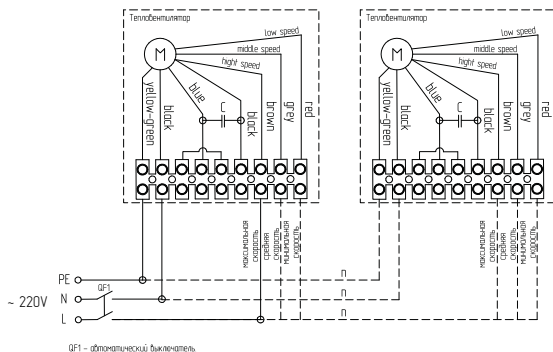 Тепловентилятор
Тепловентилятор
low speed
middle speed
hight speed
M
yellow-green
black
blue
C
black
brown
grey
red
low speed
middle speed
hight speed
M
yellow-green
black
blue
C
black
brown
grey
red
максимальная
скорость
средняя
скорость
минимальная
скорость
максимальная
скорость
средняя
скорость
минимальная
скорость
PE
n
~ 220V
N
QF1
n
L
n
QF1 - автоматический выключатель.